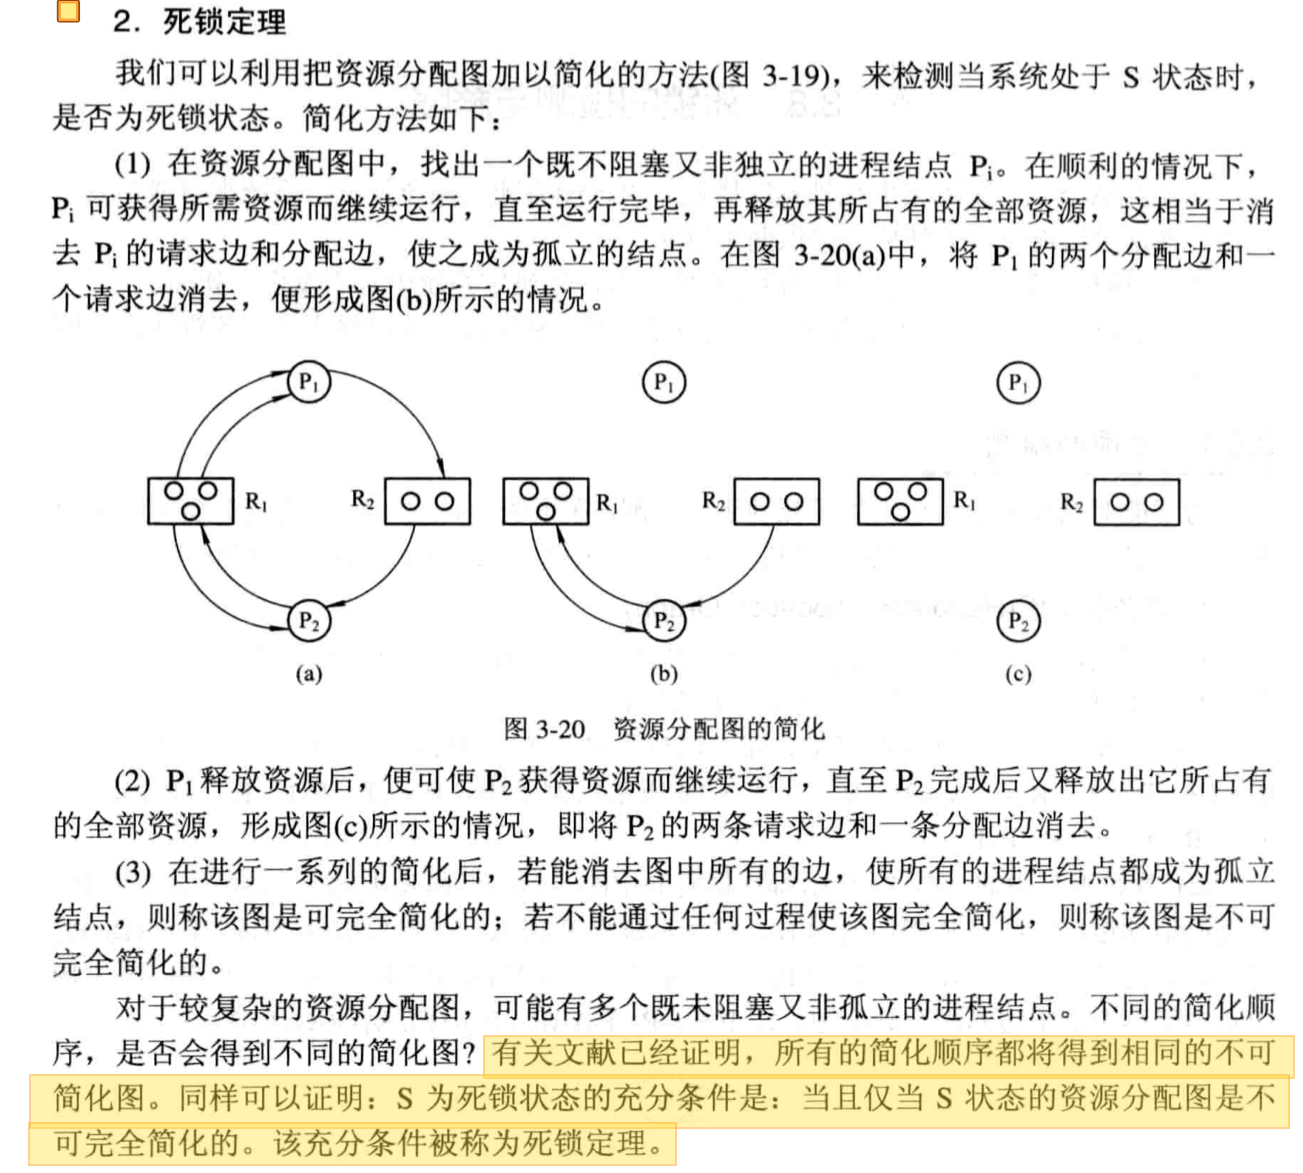 2. 死锁定理
我们可以利用把资源分配图加以简化的方法(图 3-19)，来检测当系统处于 S 状态时，
是否为死锁状态。简化方法如下：
(1) 在资源分配图中，找出一个既不阻塞又非独立的进程结点 Pi。在顺利的情况下，
Pi 可获得所需资源而继续运行，直至运行完毕，再释放其所占有的全部资源，这相当于消
去 Pi 的请求边和分配边，使之成为孤立的结点。在图 3-20(a)中，将 P1 的两个分配边和一
个请求边消去，便形成图(b)所示的情况。
P1 P1 P1
R1 R2 R1 R2 R1 R2
P2 P2 P2
(a) (b) (c)
图 3-20 资源分配图的简化
(2) P1 释放资源后，便可使 P2 获得资源而继续运行，直至 P2 完成后又释放出它所占有
的全部资源，形成图(c)所示的情况，即将 P2 的两条请求边和一条分配边消去。
(3) 在进行一系列的简化后，若能消去图中所有的边，使所有的进程结点都成为孤立
结点，则称该图是可完全简化的；若不能通过任何过程使该图完全简化，则称该图是不可
完全简化的。
对于较复杂的资源分配图，可能有多个既未阻塞又非孤立的进程结点。不同的简化顺
序，是否会得到不同的简化图？有关文献已经证明，所有的简化顺序都将得到相同的不可
简化图。同样可以证明：S 为死锁状态的充分条件是：当且仅当 S 状态的资源分配图是不
可完全简化的。该充分条件被称为死锁定理。